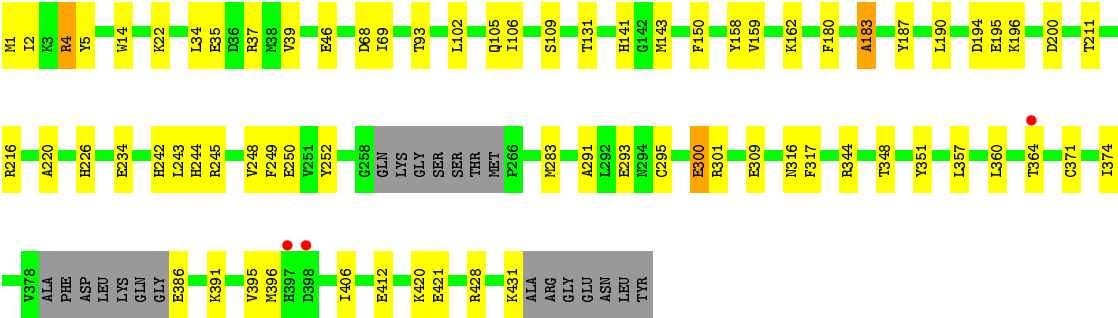 M1 I2 K3 R4 Y5 W14 K22 L34 E35 D36 R37 M38 V39 E46 D68 I69 T93 L102 Q105 I106 S109 T131 H141 G142 M143 F150 Y158 V159 K162 F180 A183 Y187 L190 D194 E195 K196 D200 T211
R216 A220 H226 E234 H242 L243 H244 R245 V248 F249 E250 V251 Y252 G258 GLN LYS GLY SER SER THR MET P266 M283 A291 L292 E293 N294 C295 E300 R301 E309 N316 F317 R344 T348 Y351 L357 L360 T364 C371 I374
V378 ALA PHE ASP LEU LYS GLN GLY E386 K391 V395 M396 H397 D398 I406 E412 K420 E421 R428 K431 ALA ARG GLY GLU ASN LEU TYR